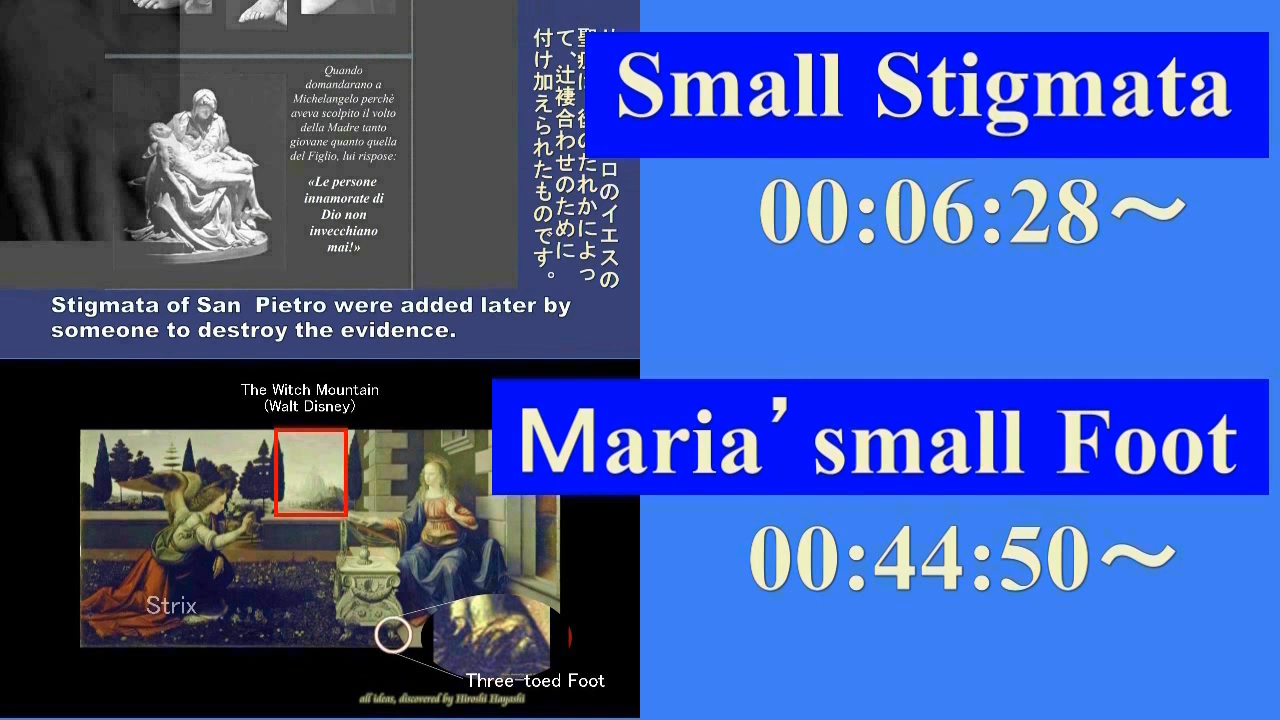 Quando
domandarano a
Michelangelo perchè
aveva scolpito il volto
della Madre tanto
giovane quanto quella
del Figlio, lui rispose:
«Le persone
innamorate di
Dio non
invecchiano
mai!»
ロのイエスの
聖 のだれかによっ
て、辻褄合わせのために
付け加えられたものです。
Stigmata of San Pietro were added later by
someone to destroy the evidence.
Small Stigmata
00:06:28～
The Witch Mountain
(Walt Disney)
Strix
Three-toed Foot
all ideas, discovered by Hiroshi Hayashi
Maria’small Foot
00:44:50～